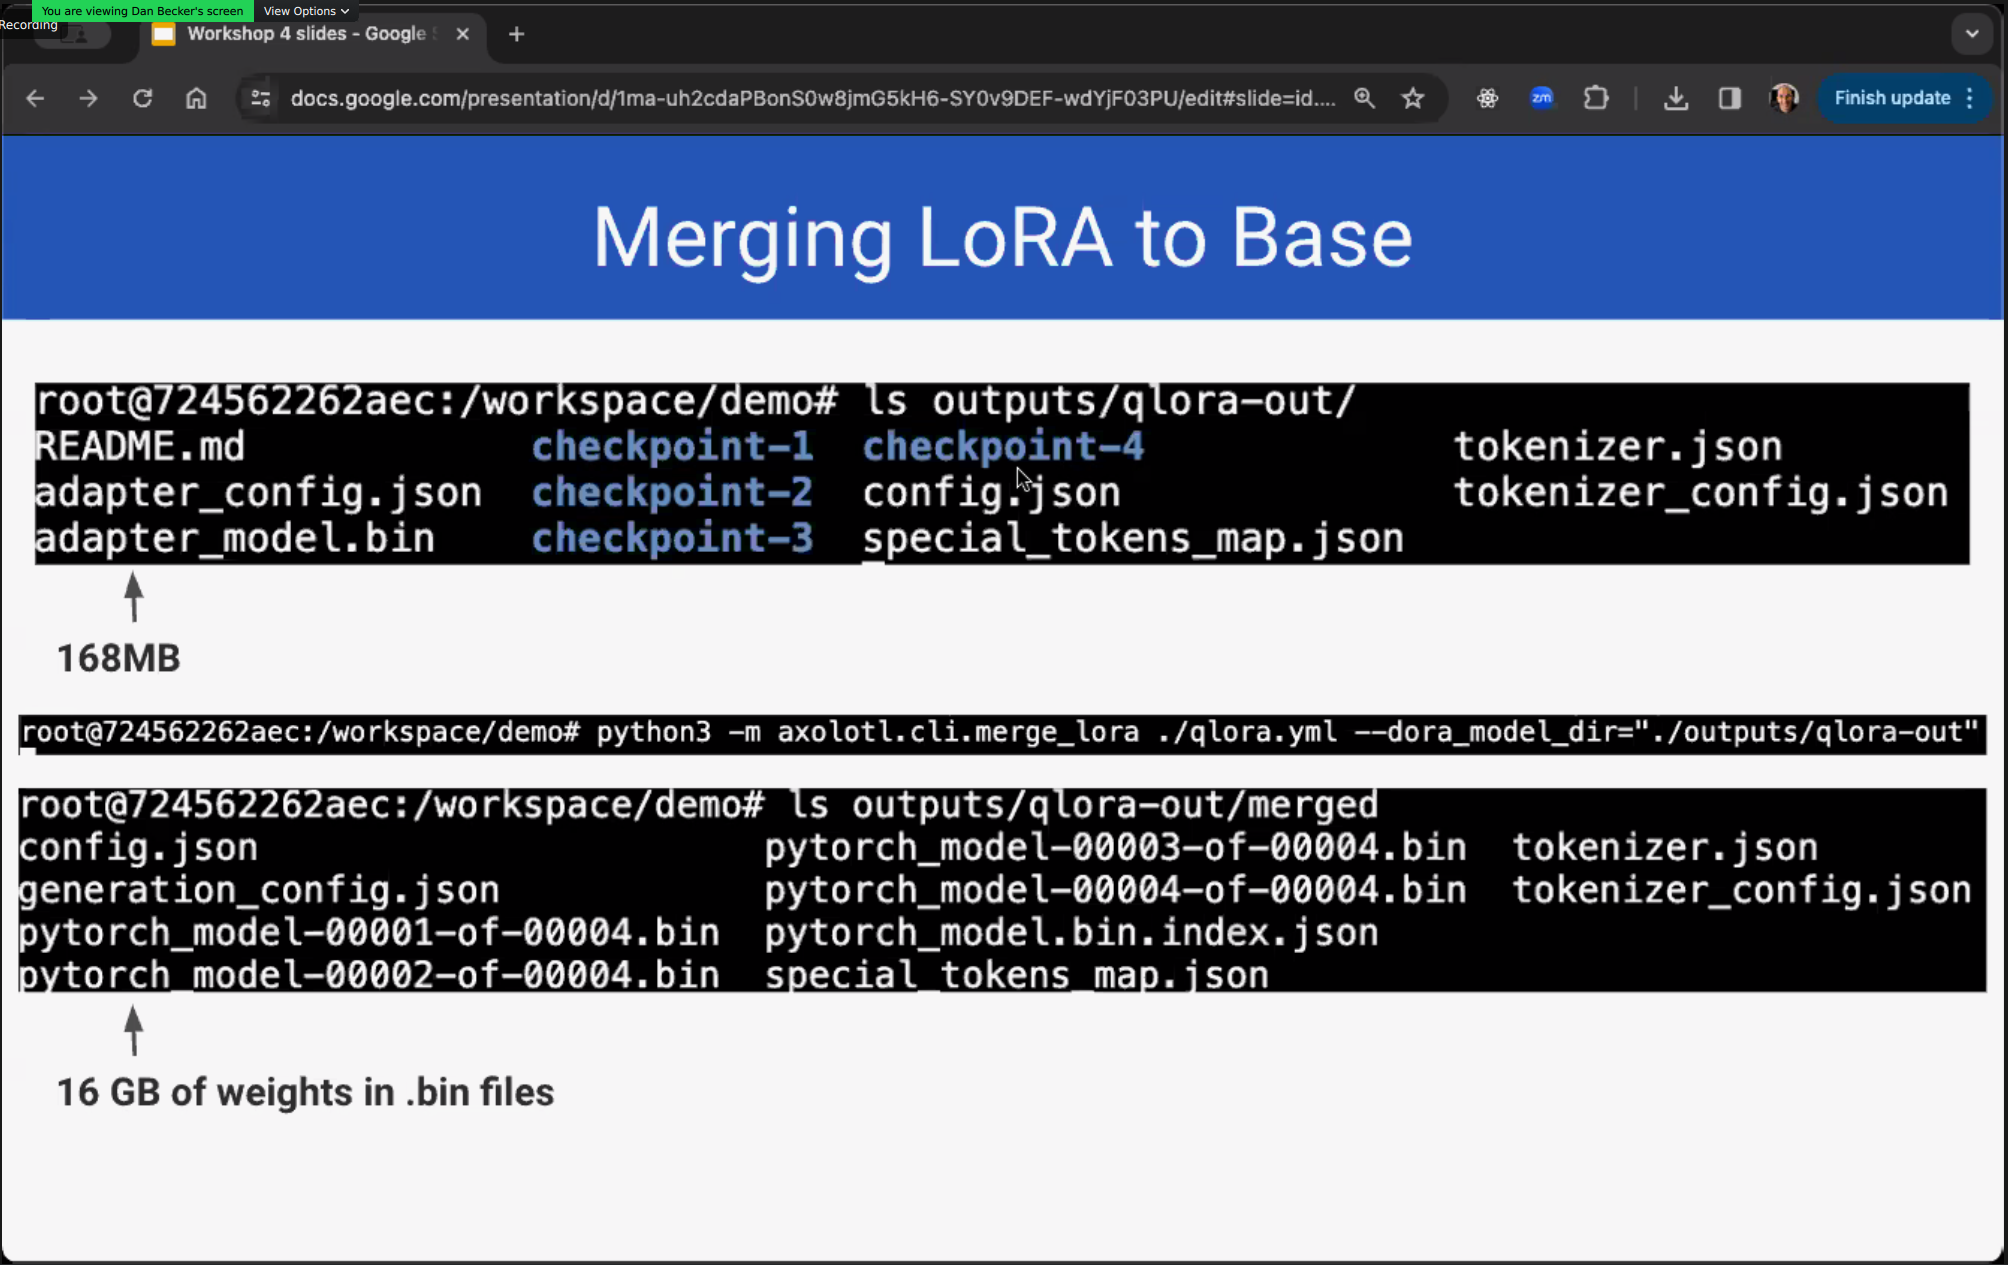 You are viewing Dan Becker's screen View Options
Recording
Workshop 4 slides - Google
docs.google.com/presentation/d/1ma-uh2cdaPBonS0w8jmG5kH6-SY0v9DEF-wdYjF03PU/edit#slide=id....
zm
Finish update
Merging LoRA to Base
root@724562262aec:/workspace/demo# ls outputs/qlora-out/
README.md checkpoint-1 checkpoint-4 tokenizer.json
adapter_config.json checkpoint-2 config.json tokenizer_config.json
adapter_model.bin checkpoint-3 special_tokens_map.json
168MB
root@724562262aec:/workspace/demo# python3 -m axolotl.cli.merge_lora ./qlora.yml --dora_model_dir="./outputs/qlora-out"
root@724562262aec:/workspace/demo# ls outputs/qlora-out/merged
config.json pytorch_model-00003-of-00004.bin tokenizer.json
generation_config.json pytorch_model-00004-of-00004.bin tokenizer_config.json
pytorch_model-00001-of-00004.bin pytorch_model.bin.index.json
pytorch_model-00002-of-00004.bin special_tokens_map.json
16 GB of weights in .bin files